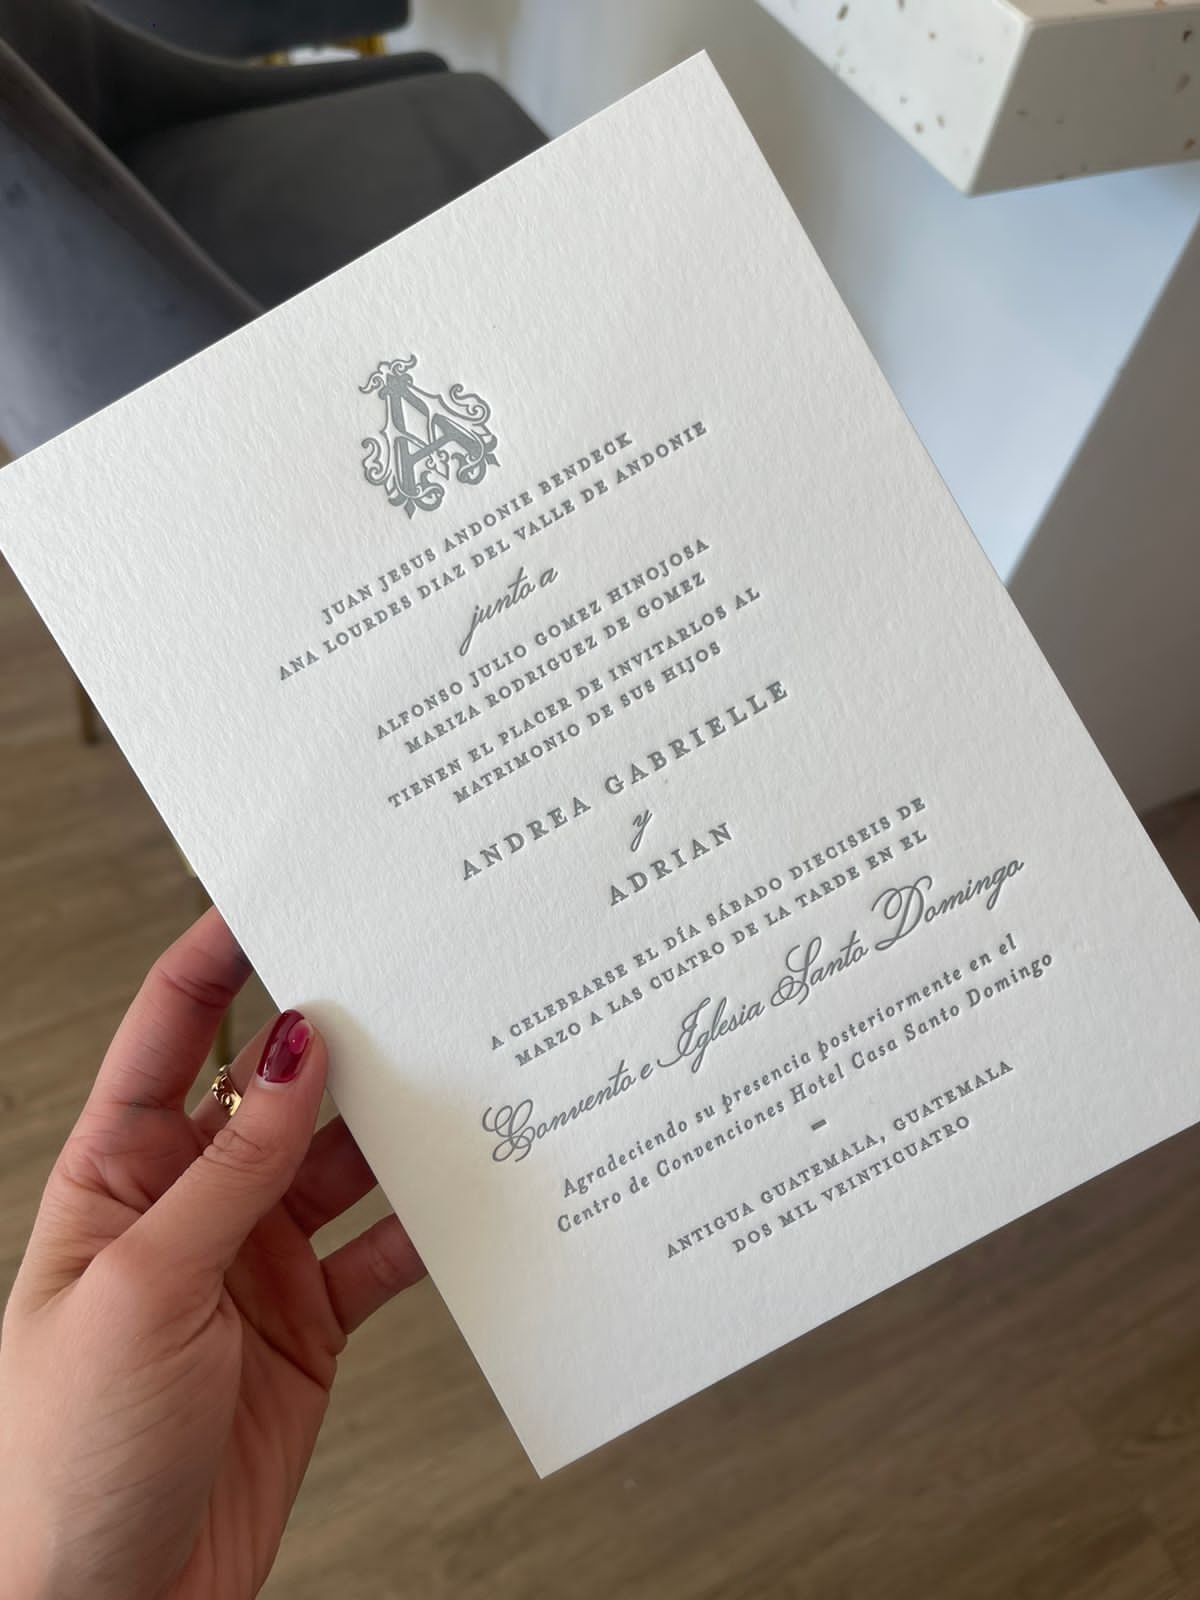 AA
JUAN JESUS ANDONIE BENDECK
ANA LOURDES DIAZ DEL VALLE DE ANDONIE
junto a
ALFONSO JULIO GOMEZ HINOJOSA
MARIZA RODRIGUEZ DE GOMEZ
TIENEN EL PLACER DE INVITARLOS AL
MATRIMONIO DE SUS HIJOS
ANDREA GABRIELLE
y
ADRIAN
A CELEBRARSE EL DÍA SÁBADO DIECISEIS DE
MARZO A LAS CUATRO DE LA TARDE EN EL
Convento e Iglesia Santo Domingo
Agradeciendo su presencia posteriormente en el
Centro de Convenciones Hotel Casa Santo Domingo
–
ANTIGUA GUATEMALA, GUATEMALA
DOS MIL VEINTICUATRO